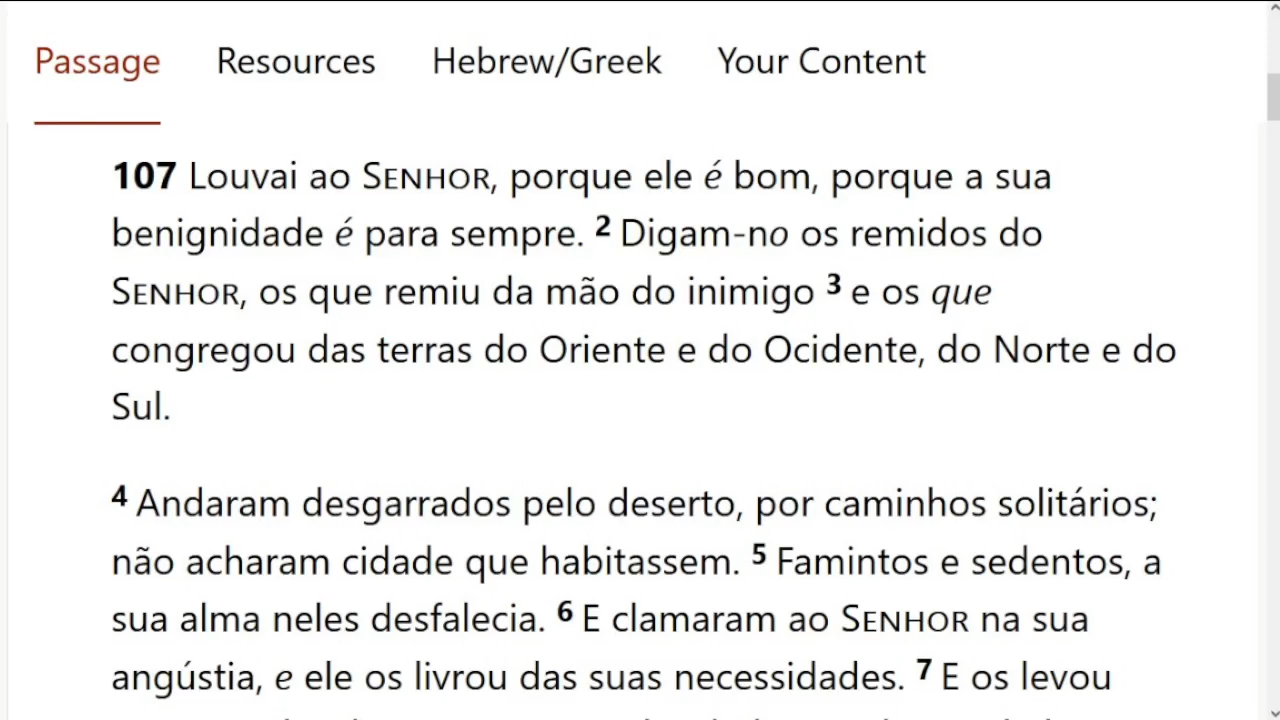 Passage Resources Hebrew/Greek Your Content
107 Louvai ao SENHOR, porque ele é bom, porque a sua
benignidade é para sempre. 2 Digam-no os remidos do
SENHOR, os que remiu da mão do inimigo 3 e os que
congregou das terras do Oriente e do Ocidente, do Norte e do
Sul.
4 Andaram desgarrados pelo deserto, por caminhos solitários;
não acharam cidade que habitassem. 5 Famintos e sedentos, a
sua alma neles desfalecia. 6 E clamaram ao SENHOR na sua
angústia, e ele os livrou das suas necessidades. 7 E os levou